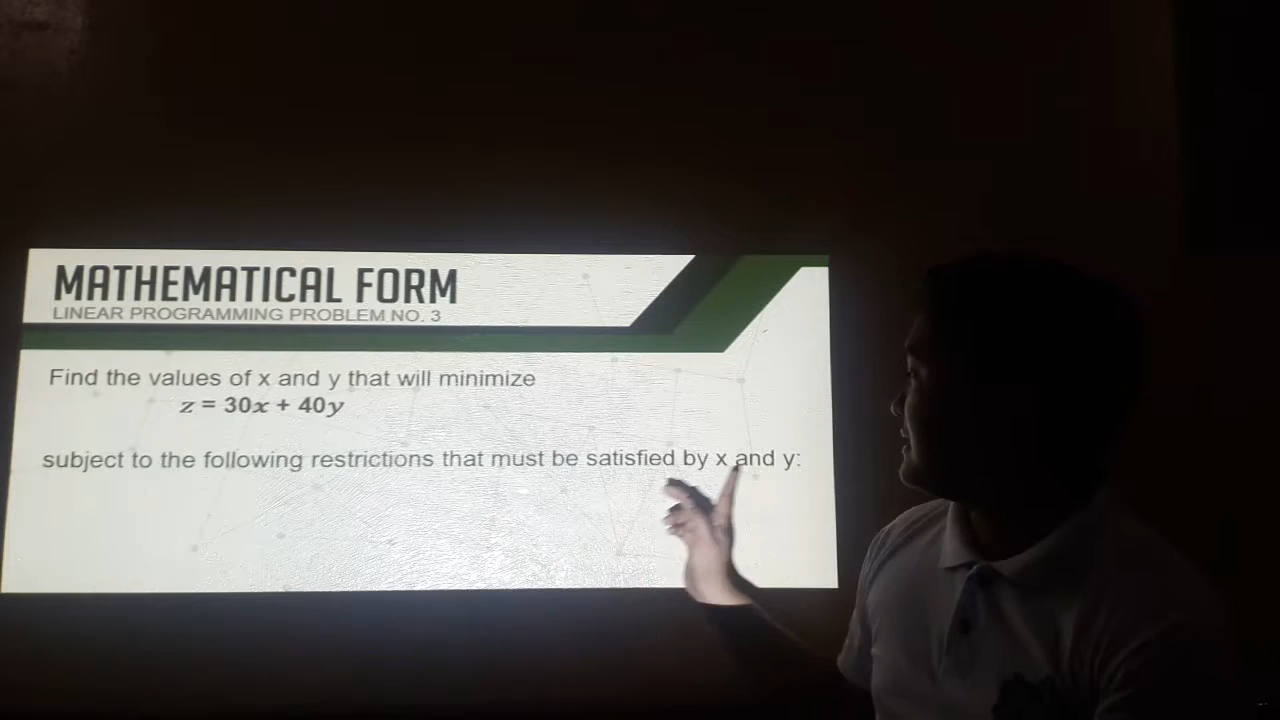 MATHEMATICAL FORM
LINEAR PROGRAMMING PROBLEM NO. 3
Find the values of x and y that will minimize
z = 30x + 40y
subject to the following restrictions that must be satisfied by x and y: